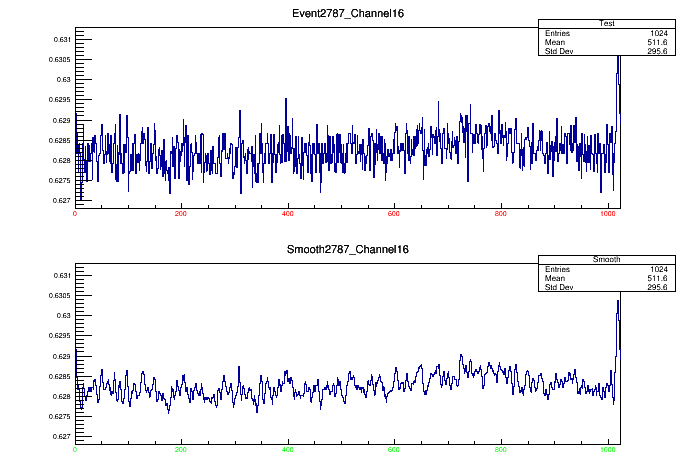 Event2787_Channel16
Test
Entries 1024
Mean 511.6
Std Dev 295.6
0.631
0.6305
0.63
0.6295
0.629
0.6285
0.628
0.6275
0.627
0 200 400 600 800 1000
Smooth2787_Channel16
Smooth
Entries 1024
Mean 511.6
Std Dev 295.6
0.631
0.6305
0.63
0.6295
0.629
0.6285
0.628
0.6275
0.627
0 200 400 600 800 1000